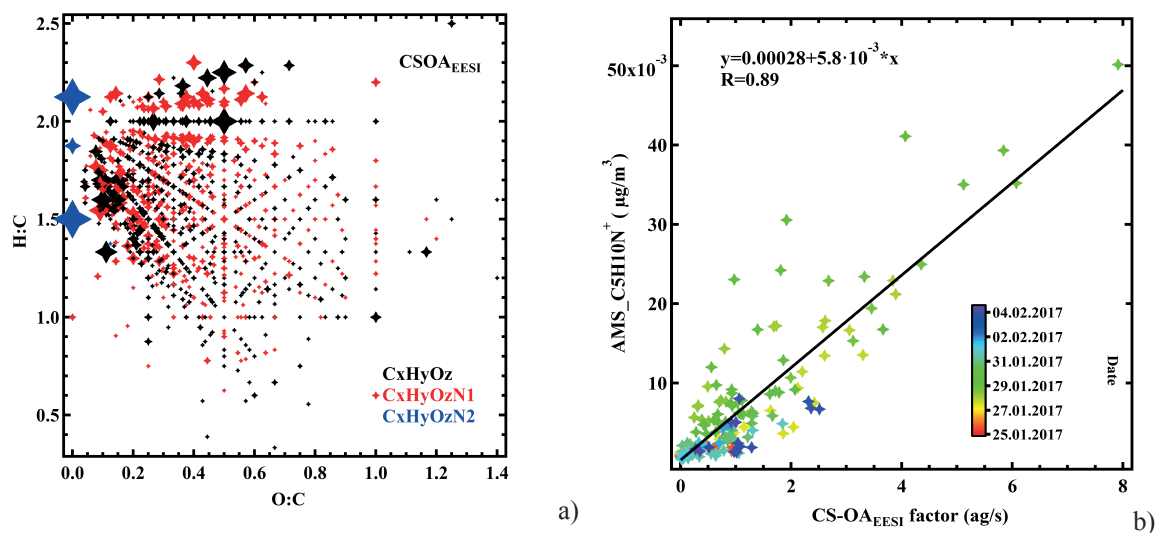 2.5
2.0
1.5
1.0
0.5
H:C
0.0 0.2 0.4 0.6 0.8 1.0 1.2 1.4
O:C
CSOA_EESI
CxHyOz
CxHyOzN1
CxHyOzN2
a)
y=0.00028+5.8·10⁻³*x
R=0.89
50x10⁻³
40
30
20
10
AMS_C5H10N⁺ (µg/m³)
0 2 4 6 8
CS-OA_EESI factor (ag/s)
04.02.2017
02.02.2017
31.01.2017
29.01.2017
27.01.2017
25.01.2017
Date
b)